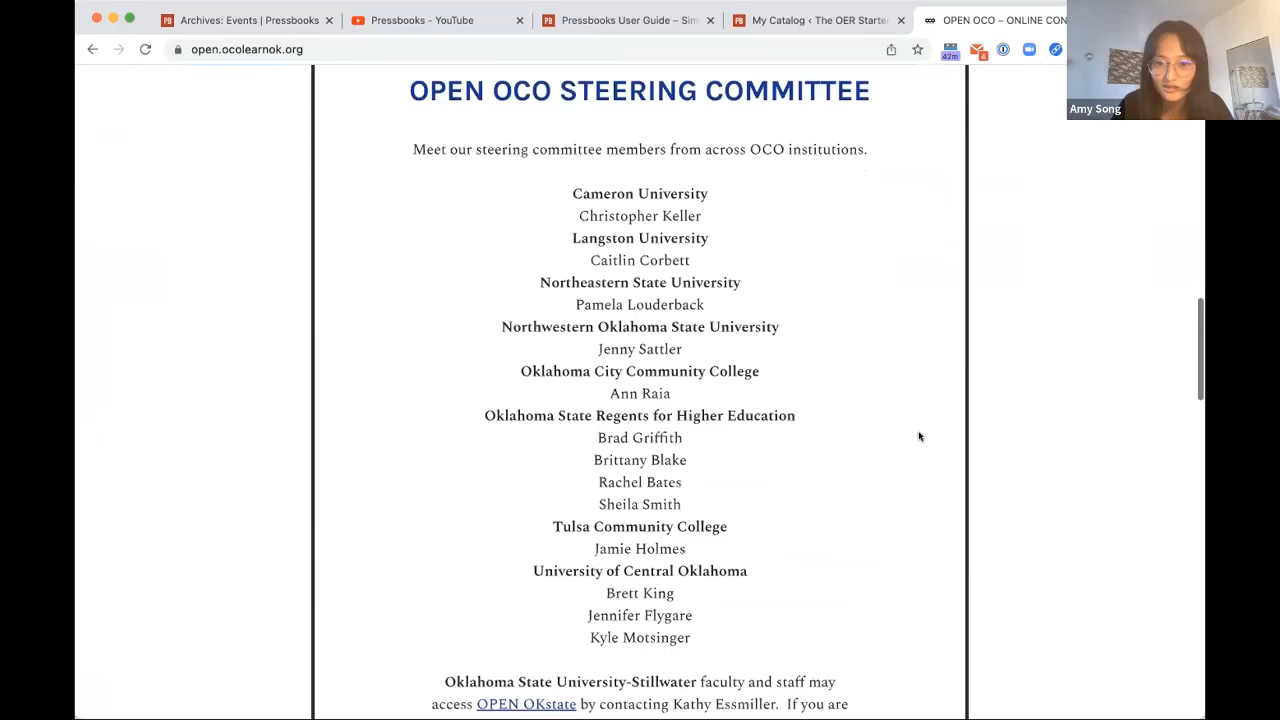 Archives: Events | Pressbooks
Pressbooks - YouTube
Pressbooks User Guide – Sim
My Catalog ‹ The OER Starte
OPEN OCO – ONLINE CON
open.ocolearnok.org
42m
4
Amy Song
OPEN OCO STEERING COMMITTEE
Meet our steering committee members from across OCO institutions.
Cameron University
Christopher Keller
Langston University
Caitlin Corbett
Northeastern State University
Pamela Louderback
Northwestern Oklahoma State University
Jenny Sattler
Oklahoma City Community College
Ann Raia
Oklahoma State Regents for Higher Education
Brad Griffith
Brittany Blake
Rachel Bates
Sheila Smith
Tulsa Community College
Jamie Holmes
University of Central Oklahoma
Brett King
Jennifer Flygare
Kyle Motsinger
Oklahoma State University-Stillwater faculty and staff may
access OPEN OKstate by contacting Kathy Essmiller. If you are